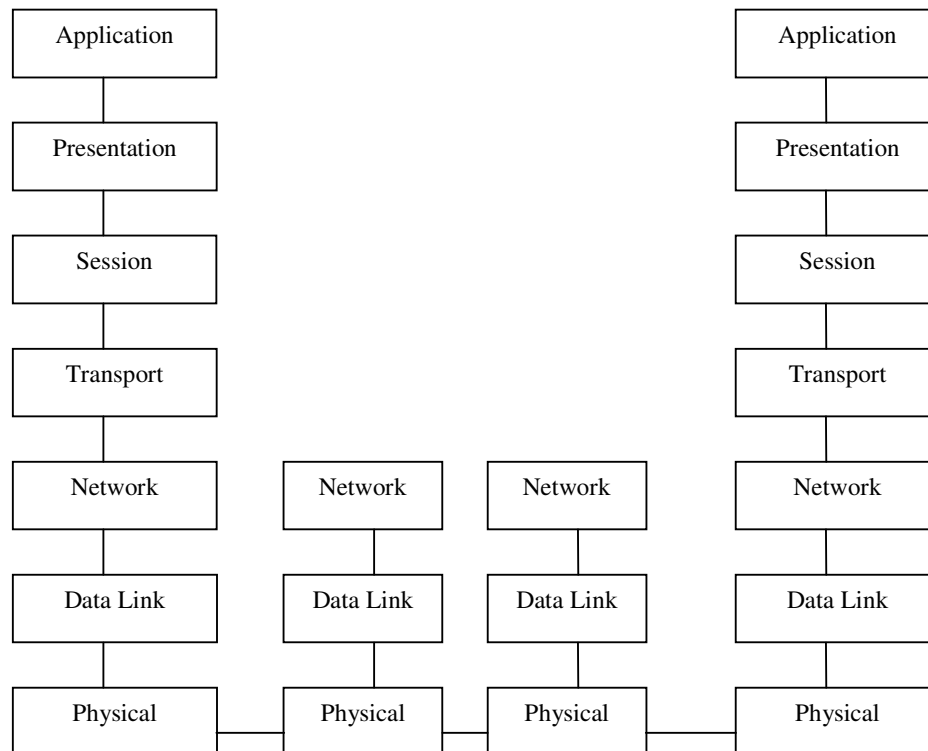 Application Application
Presentation Presentation
Session Session
Transport Transport
Network Network Network Network
Data Link Data Link Data Link Data Link
Physical Physical Physical Physical